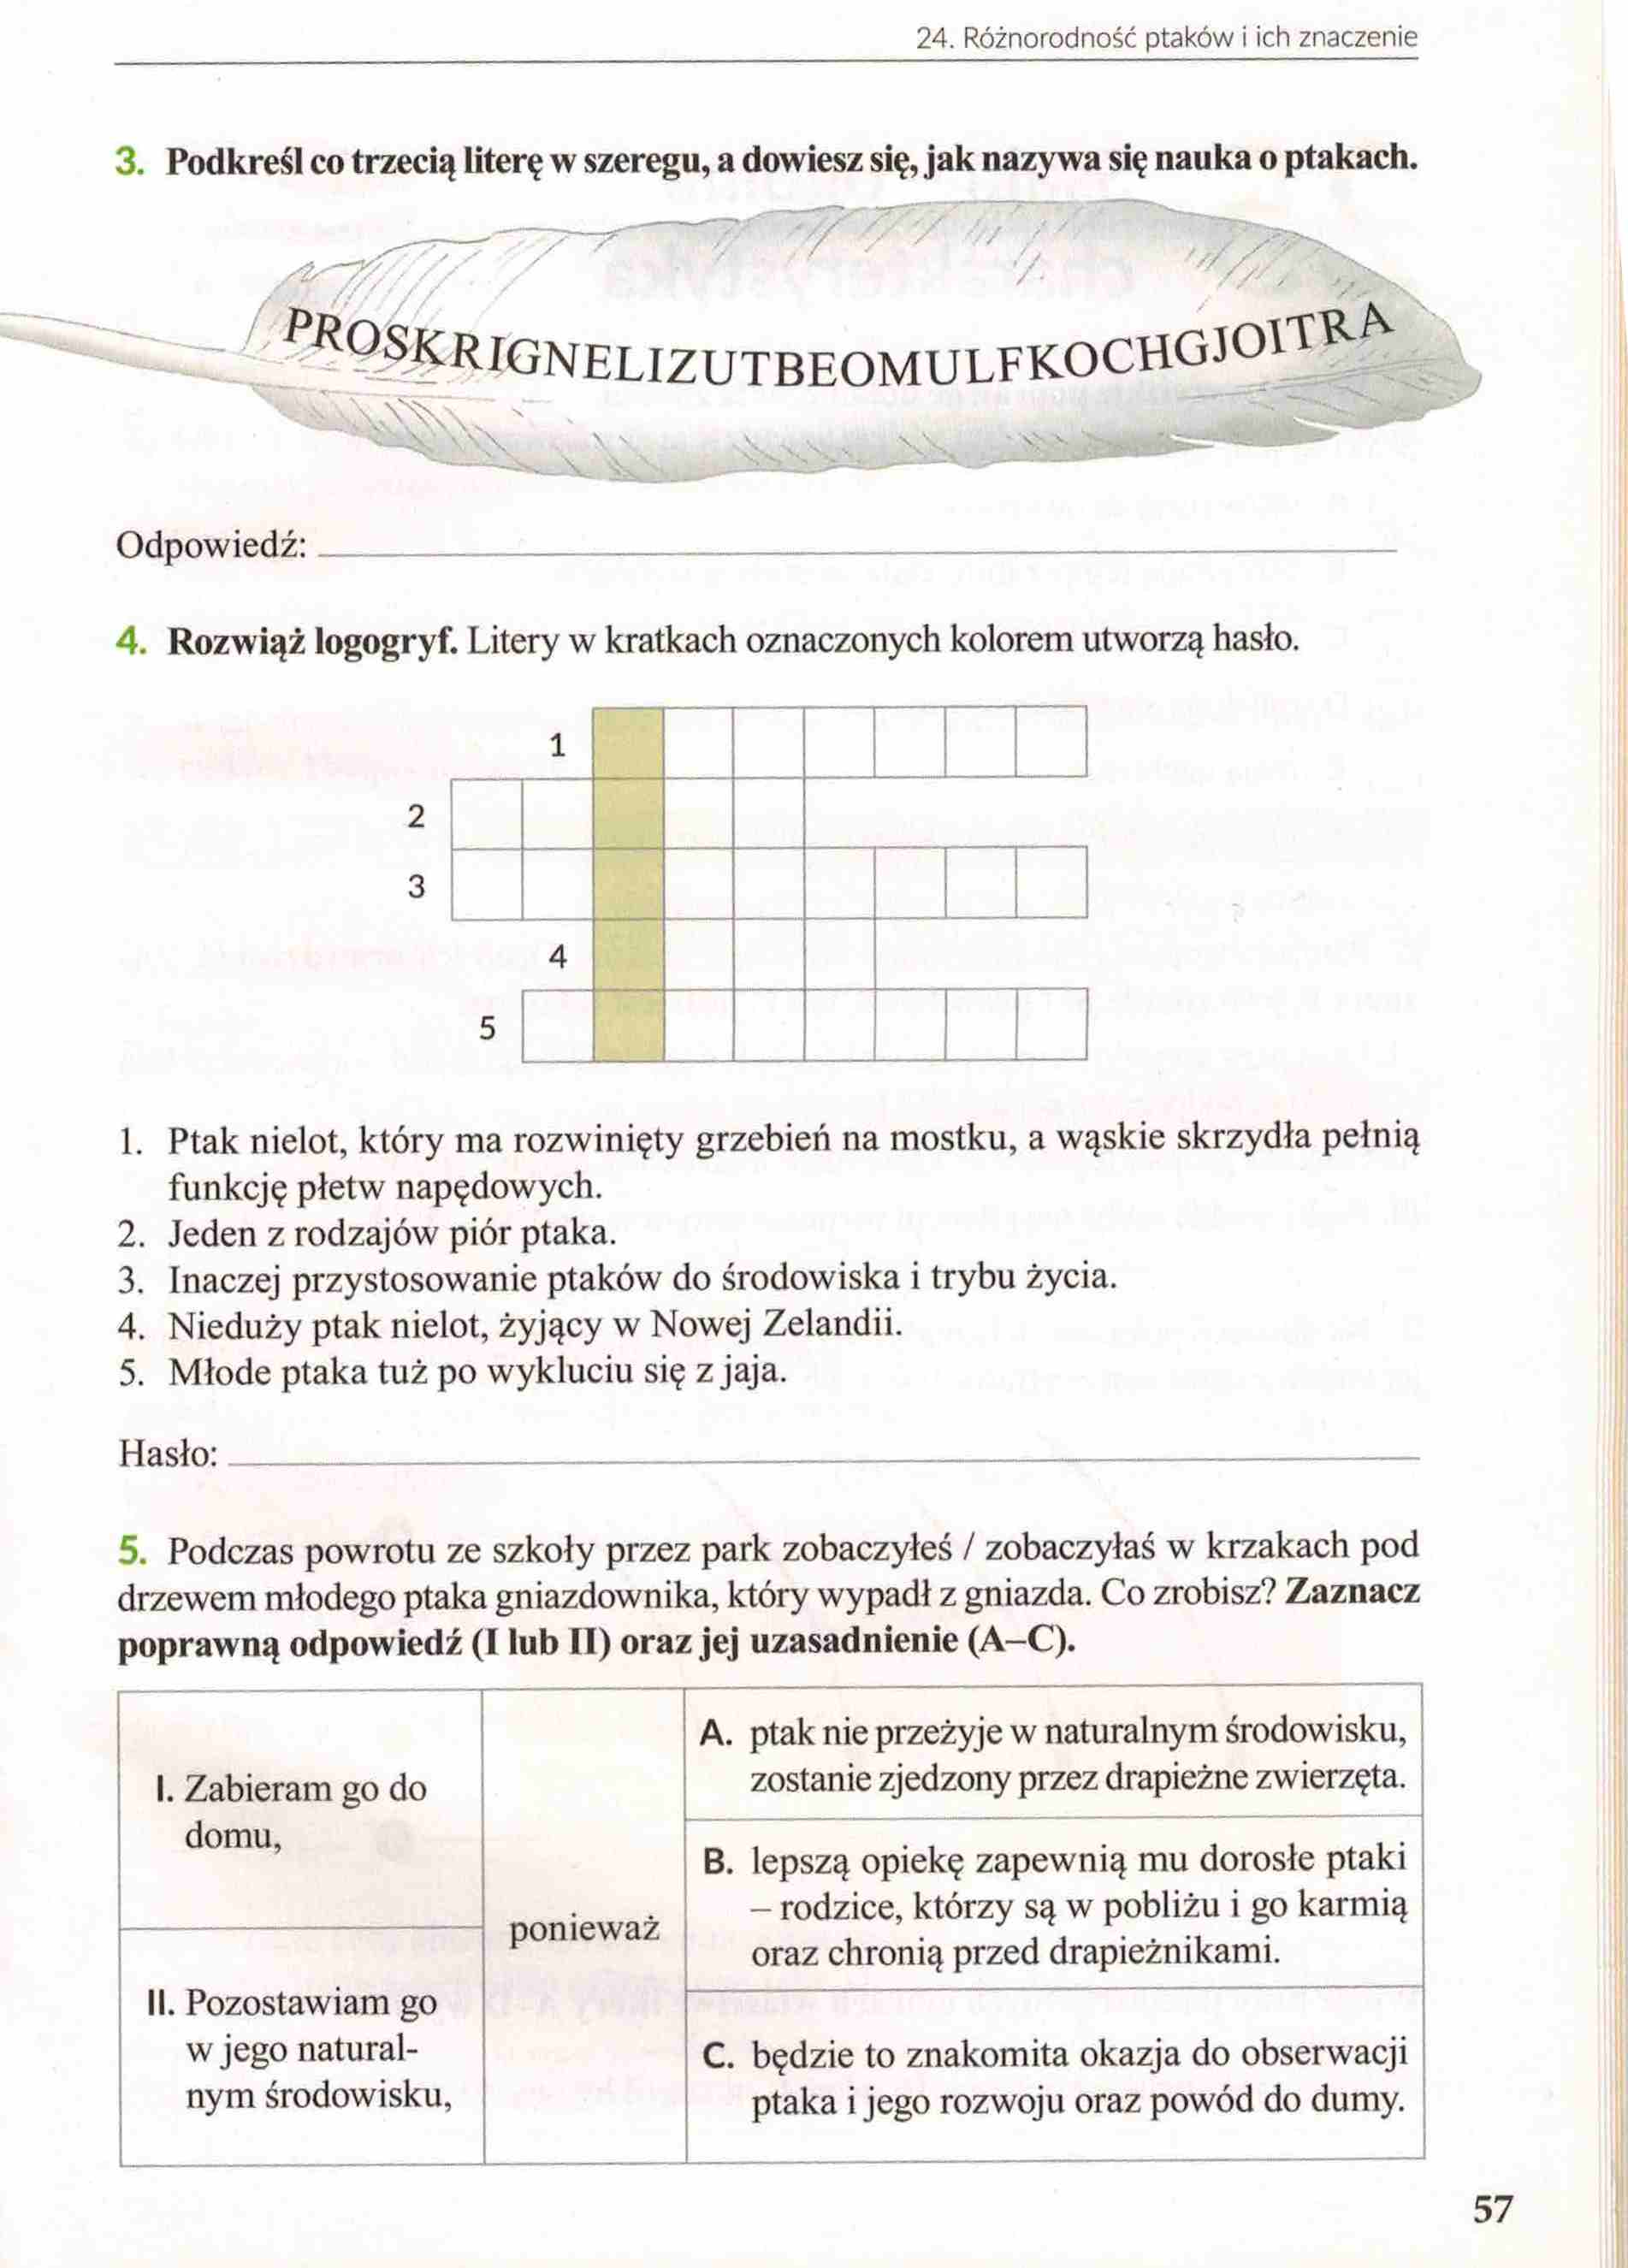 24. Różnorodność ptaków i ich znaczenie
3. Podkreśl co trzecią literę w szeregu, a dowiesz się, jak nazywa się nauka o ptakach.
PROSKRIGNELIZUTBEOMULFKOCHGJOITRA
Odpowiedź:
4. Rozwiąż logogryf. Litery w kratkach oznaczonych kolorem utworzą hasło.
1
2
3
4
5
1. Ptak nielot, który ma rozwinięty grzebień na mostku, a wąskie skrzydła pełnią
funkcję płetw napędowych.
2. Jeden z rodzajów piór ptaka.
3. Inaczej przystosowanie ptaków do środowiska i trybu życia.
4. Nieduży ptak nielot, żyjący w Nowej Zelandii.
5. Młode ptaka tuż po wykluciu się z jaja.
Hasło:
5. Podczas powrotu ze szkoły przez park zobaczyłeś / zobaczyłaś w krzakach pod
drzewem młodego ptaka gniazdownika, który wypadł z gniazda. Co zrobisz? Zaznacz
poprawną odpowiedź (I lub II) oraz jej uzasadnienie (A–C).
I. Zabieram go do
domu,
II. Pozostawiam go
w jego natural-
nym środowisku,
ponieważ
A. ptak nie przeżyje w naturalnym środowisku,
zostanie zjedzony przez drapieżne zwierzęta.
B. lepszą opiekę zapewnią mu dorosłe ptaki
– rodzice, którzy są w pobliżu i go karmią
oraz chronią przed drapieżnikami.
C. będzie to znakomita okazja do obserwacji
ptaka i jego rozwoju oraz powód do dumy.
57